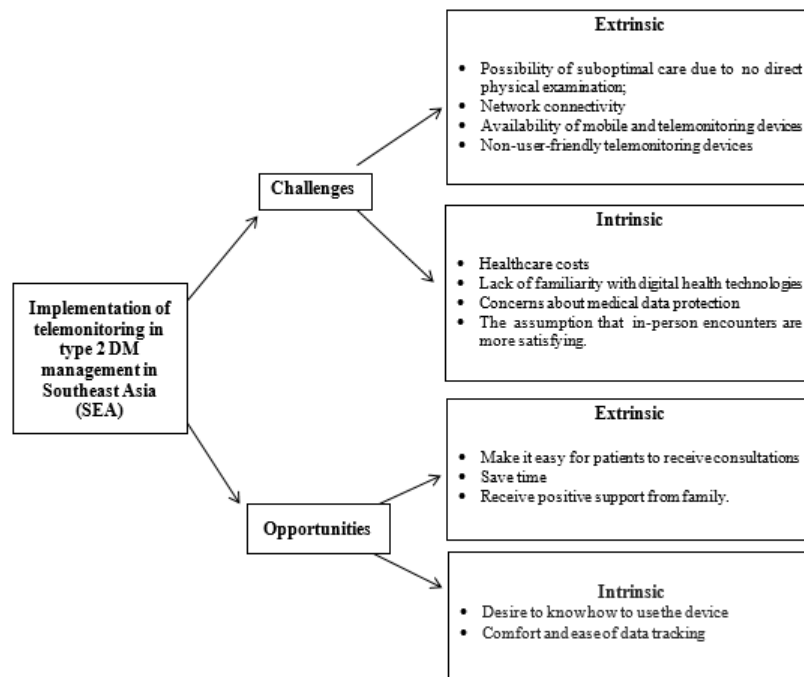 Extrinsic
• Possibility of suboptimal care due to no direct
physical examination;
• Network connectivity
• Availability of mobile and telemonitoring devices
• Non-user-friendly telemonitoring devices
Challenges
Intrinsic
• Healthcare costs
• Lack of familiarity with digital health technologies
• Concerns about medical data protection
• The assumption that in-person encounters are
more satisfying.
Implementation of
telemonitoring in
type 2 DM
management in
Southeast Asia
(SEA)
Extrinsic
• Make it easy for patients to receive consultations
• Save time
• Receive positive support from family.
Opportunities
Intrinsic
• Desire to know how to use the device
• Comfort and ease of data tracking